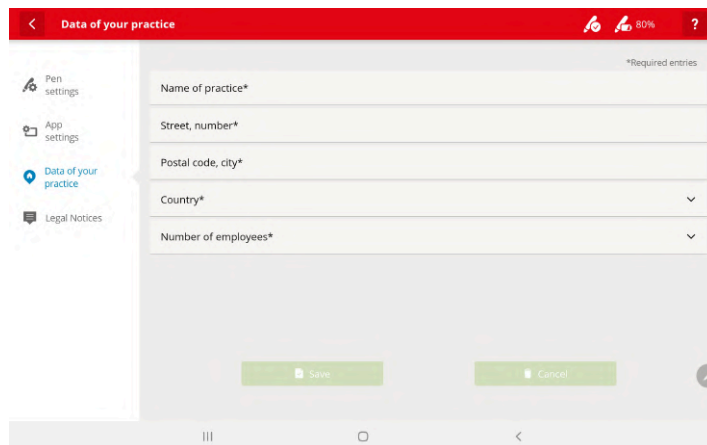 Data of your practice
80%
?
*Required entries
Pen
settings
App
settings
Data of your
practice
Legal Notices
Name of practice*
Street, number*
Postal code, city*
Country*
Number of employees*
Save
Cancel